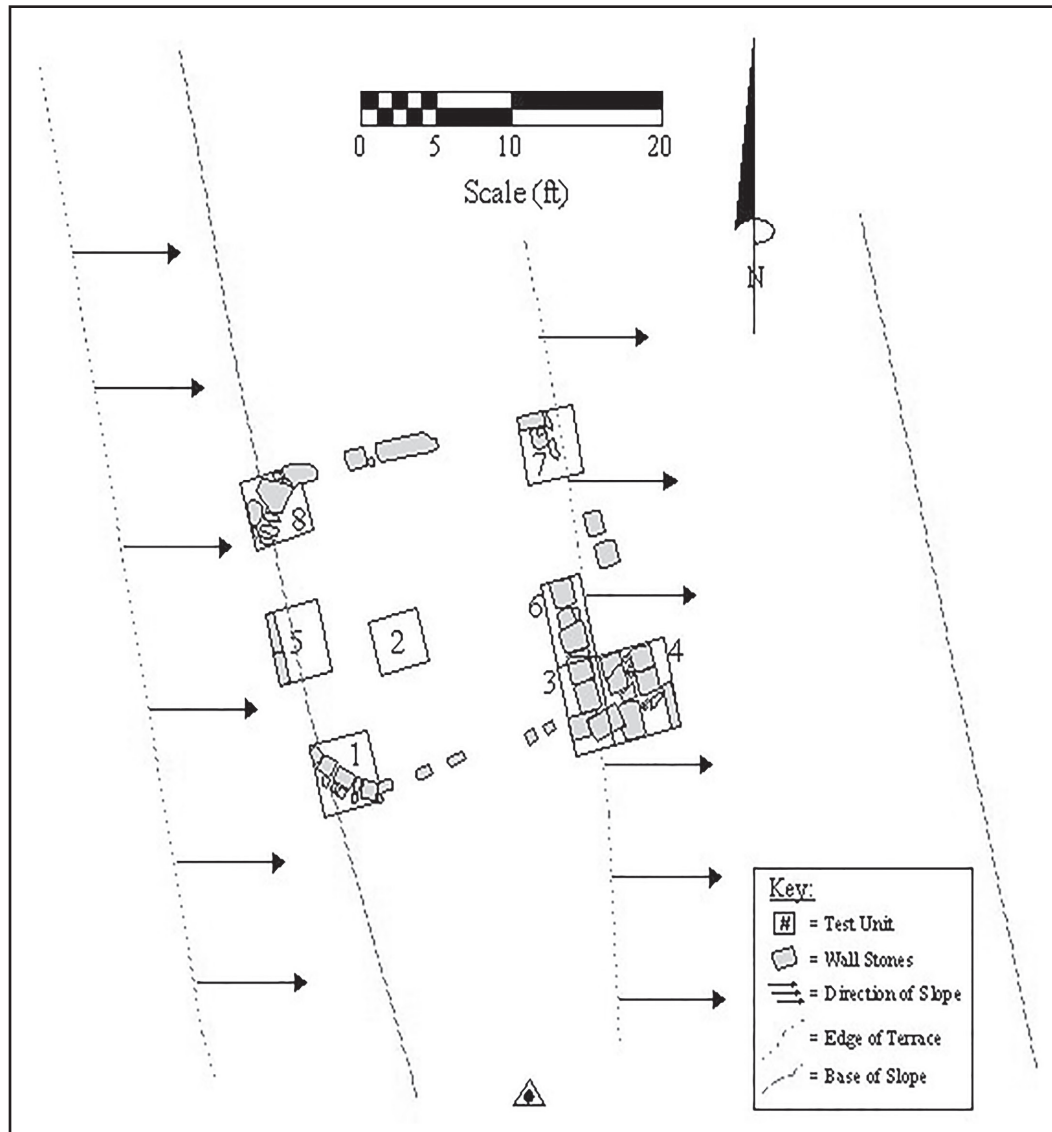 0 5 10 20
Scale (ft)
N
7
8
6
5
2
3
4
1
Key:
# = Test Unit
= Wall Stones
= Direction of Slope
= Edge of Terrace
= Base of Slope